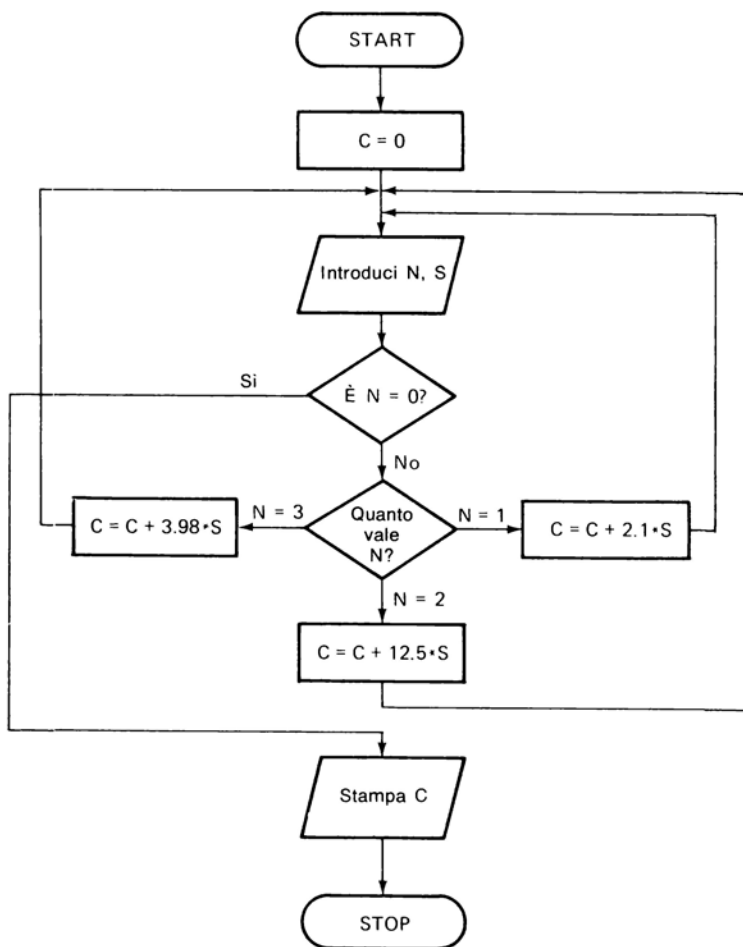 START
C = 0
Introduci N, S
Si
È N = 0?
No
N = 3
N = 1
C = C + 3.98*S
Quanto
vale
N?
C = C + 2.1*S
N = 2
C = C + 12.5*S
Stampa C
STOP